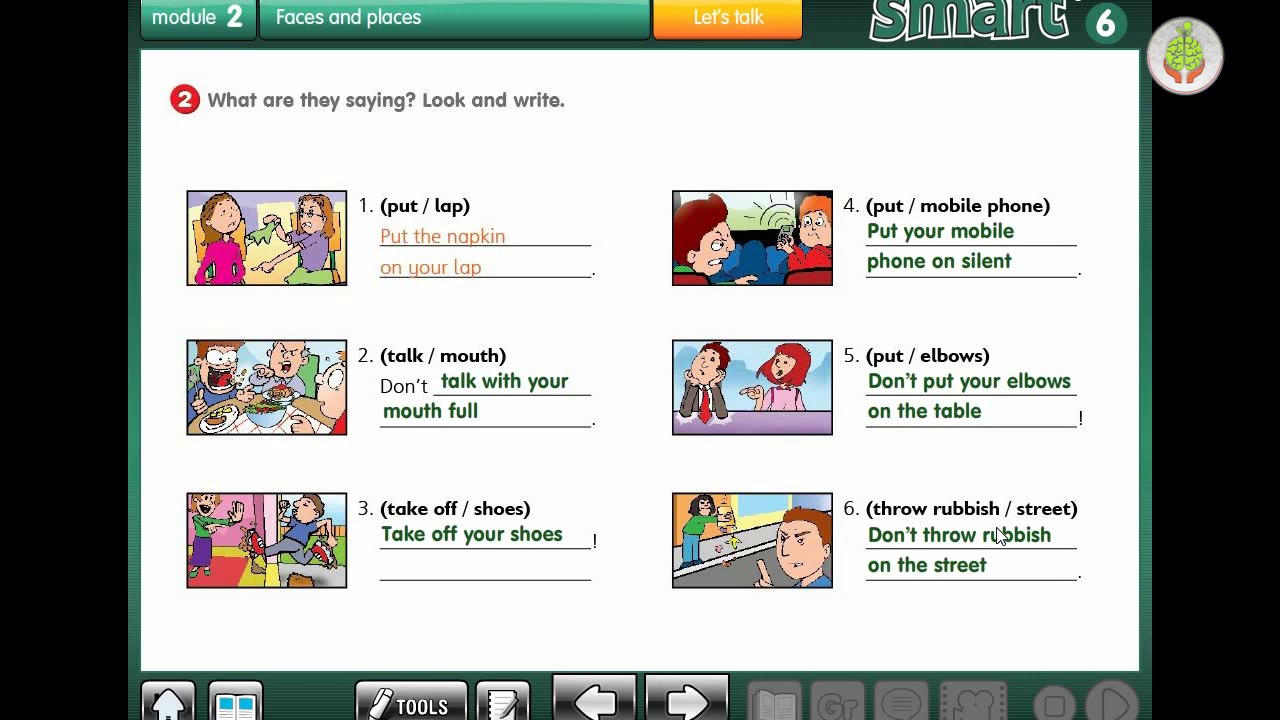 module 2
Faces and places
Let's talk
smart 6
2 What are they saying? Look and write.
1. (put / lap)
Put the napkin
on your lap.
2. (talk / mouth)
Don't talk with your
mouth full.
3. (take off / shoes)
Take off your shoes!
4. (put / mobile phone)
Put your mobile
phone on silent.
5. (put / elbows)
Don't put your elbows
on the table!
6. (throw rubbish / street)
Don't throw rubbish
on the street.
TOOLS
Gr